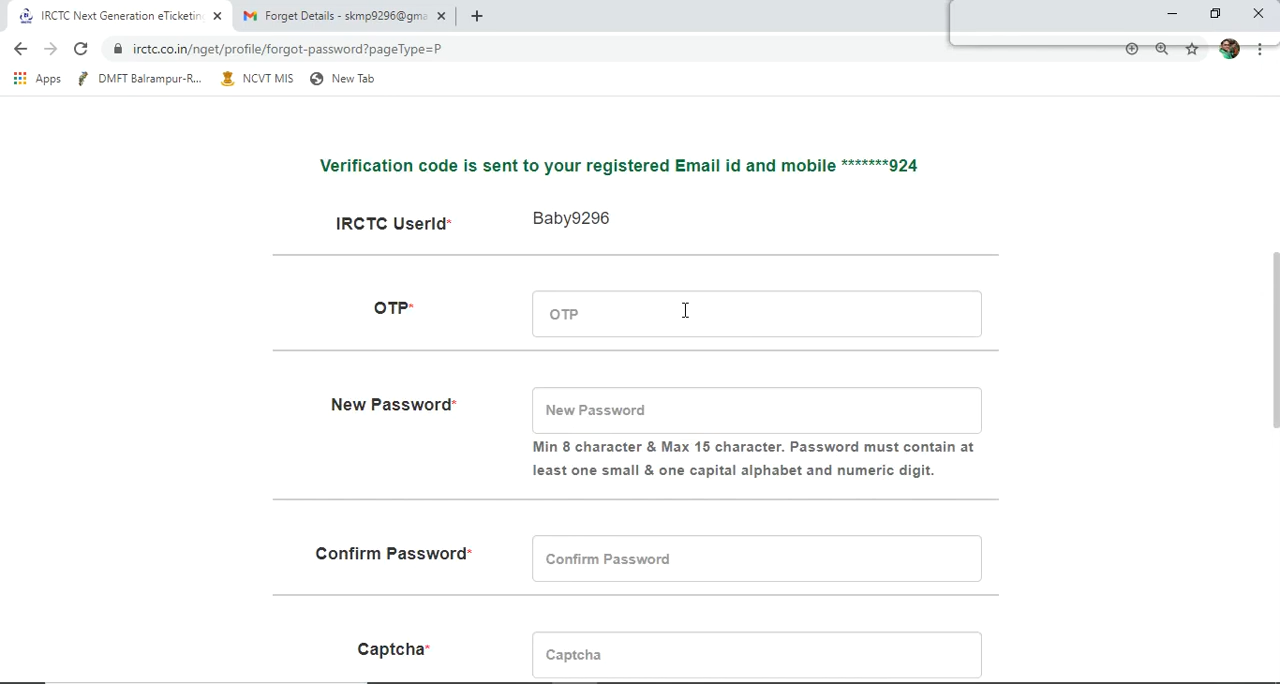 IRCTC Next Generation eTicketing
Forget Details - skmp9296@gma
irctc.co.in/nget/profile/forgot-password?pageType=P
Apps
DMFT Balrampur-R...
NCVT MIS
New Tab
Verification code is sent to your registered Email id and mobile *******924
IRCTC UserId*
Baby9296
OTP*
OTP
New Password*
New Password
Min 8 character & Max 15 character. Password must contain at
least one small & one capital alphabet and numeric digit.
Confirm Password*
Confirm Password
Captcha*
Captcha